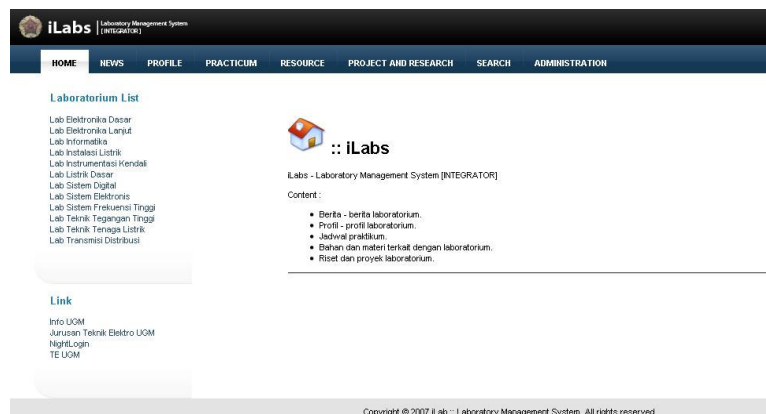 iLabs
Laboratory Management System
[ INTEGRATOR ]
HOME NEWS PROFILE PRACTICUM RESOURCE PROJECT AND RESEARCH SEARCH ADMINISTRATION
Laboratorium List
Lab Elektronika Dasar
Lab Elektronika Lanjut
Lab Informatika
Lab Instalasi Listrik
Lab Instrumentasi Kendali
Lab Listrik Dasar
Lab Sistem Digital
Lab Sistem Elektronis
Lab Sistem Frekuensi Tinggi
Lab Teknik Tegangan Tinggi
Lab Teknik Tenaga Listrik
Lab Transmisi Distribusi
Link
Info UGM
Jurusan Teknik Elektro UGM
NightLogin
TE UGM
:: iLabs
iLabs - Laboratory Management System [INTEGRATOR]
Content :
• Berita - berita laboratorium.
• Profil - profil laboratorium.
• Jadwal praktikum.
• Bahan dan materi terkait dengan laboratorium.
• Riset dan proyek laboratorium.
Copyright © 2007 iLab :: Laboratory Management System. All rights reserved